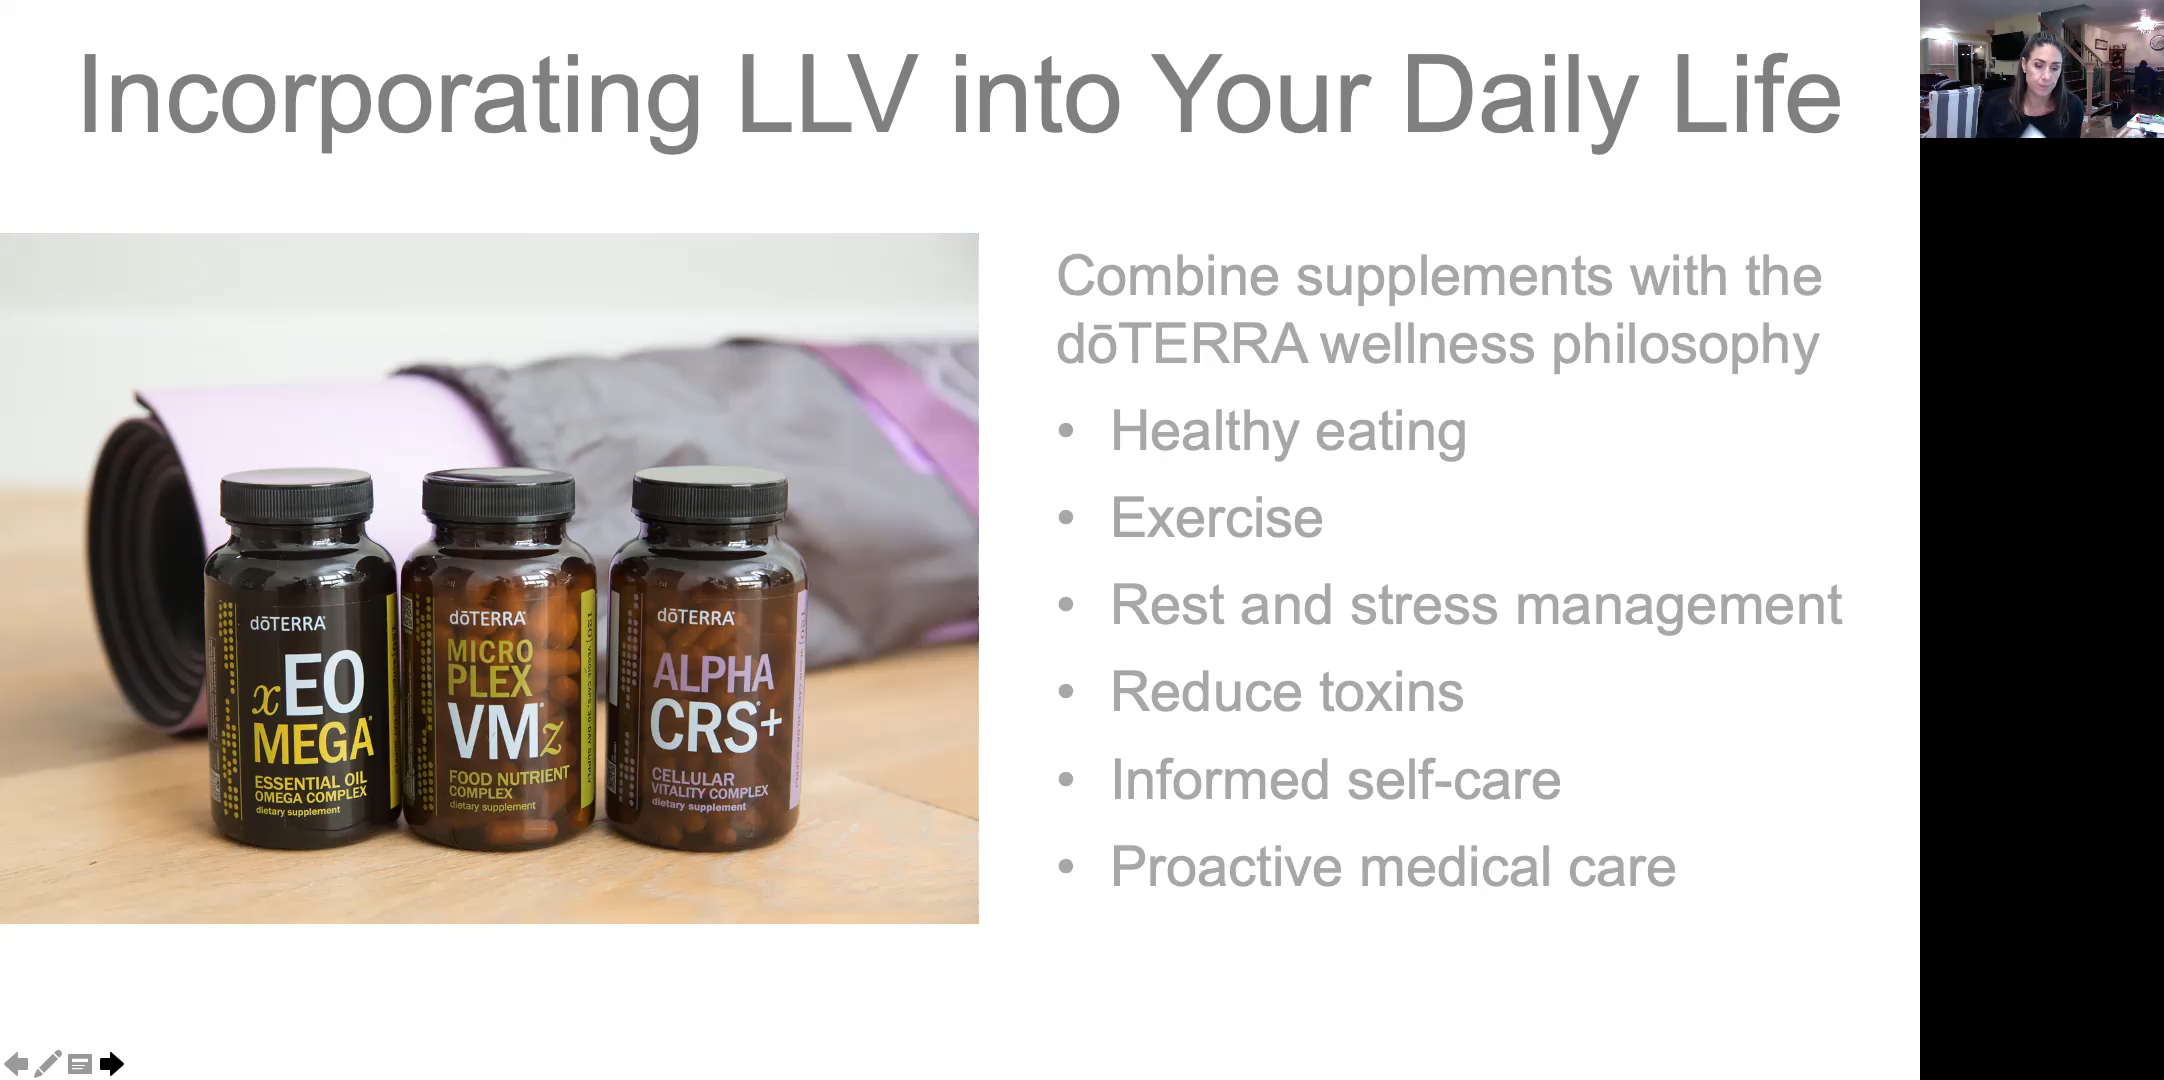 Incorporating LLV into Your Daily Life
Combine supplements with the
dōTERRA wellness philosophy
• Healthy eating
• Exercise
• Rest and stress management
• Reduce toxins
• Informed self-care
• Proactive medical care
dōTERRA
xEO
MEGA
ESSENTIAL OIL
OMEGA COMPLEX
dietary supplement
dōTERRA
MICRO
PLEX
VMz
FOOD NUTRIENT
COMPLEX
dietary supplement
dōTERRA
ALPHA
CRS+
CELLULAR
VITALITY COMPLEX
dietary supplement